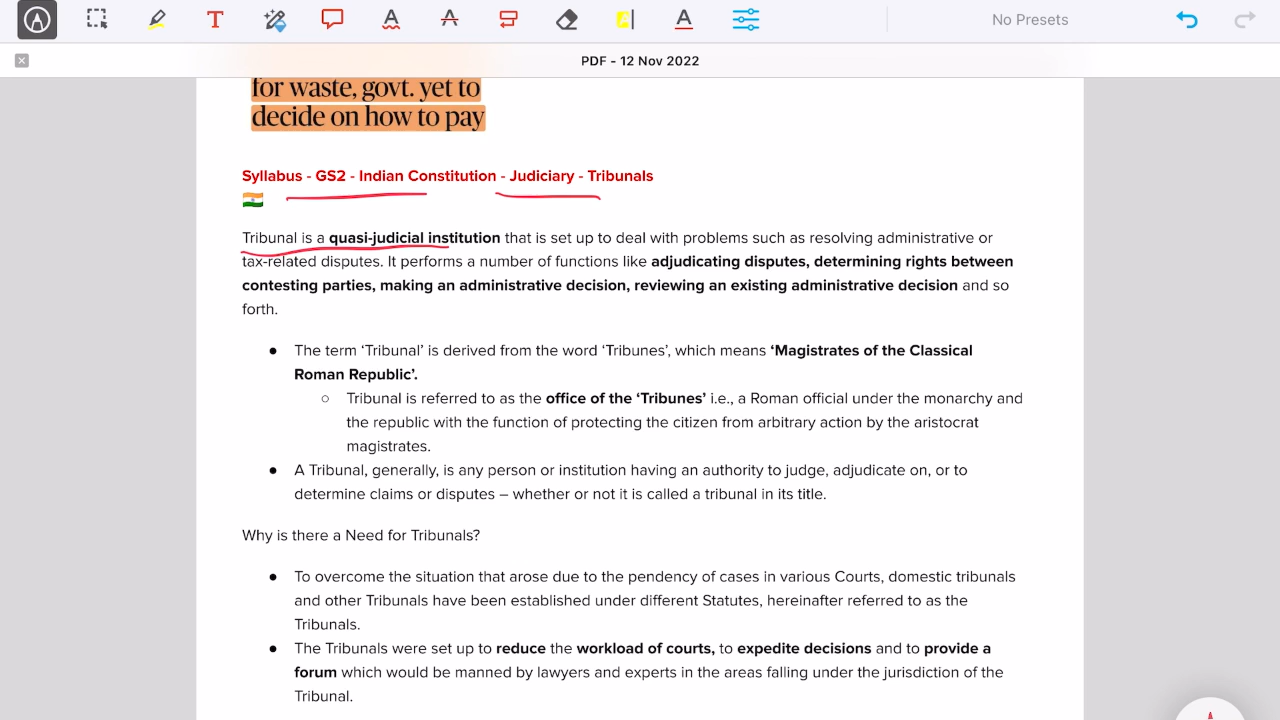 No Presets
PDF - 12 Nov 2022
for waste, govt. yet to
decide on how to pay
Syllabus - GS2 - Indian Constitution - Judiciary - Tribunals
Tribunal is a quasi-judicial institution that is set up to deal with problems such as resolving administrative or
tax-related disputes. It performs a number of functions like adjudicating disputes, determining rights between
contesting parties, making an administrative decision, reviewing an existing administrative decision and so
forth.
● The term ‘Tribunal’ is derived from the word ‘Tribunes’, which means ‘Magistrates of the Classical
Roman Republic’.
○ Tribunal is referred to as the office of the ‘Tribunes’ i.e., a Roman official under the monarchy and
the republic with the function of protecting the citizen from arbitrary action by the aristocrat
magistrates.
● A Tribunal, generally, is any person or institution having an authority to judge, adjudicate on, or to
determine claims or disputes – whether or not it is called a tribunal in its title.
Why is there a Need for Tribunals?
● To overcome the situation that arose due to the pendency of cases in various Courts, domestic tribunals
and other Tribunals have been established under different Statutes, hereinafter referred to as the
Tribunals.
● The Tribunals were set up to reduce the workload of courts, to expedite decisions and to provide a
forum which would be manned by lawyers and experts in the areas falling under the jurisdiction of the
Tribunal.